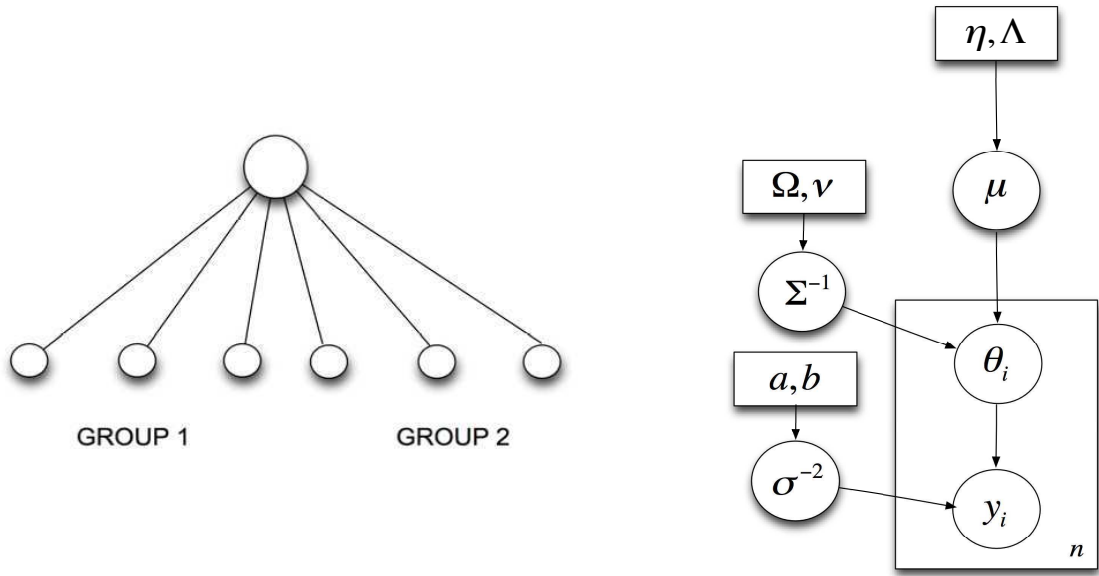 GROUP 1
GROUP 2
η, Λ
μ
Ω, ν
Σ⁻¹
θᵢ
a, b
σ⁻²
yᵢ
n